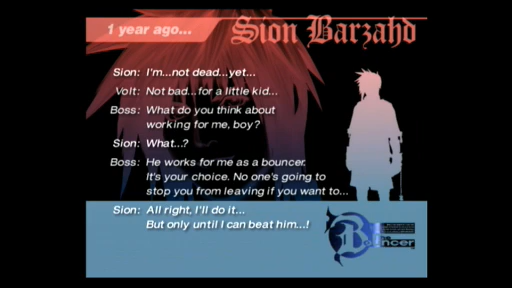 1 year ago...
Sion Barzahd
Sion: I'm...not dead...yet...
Volt: Not bad...for a little kid...
Boss: What do you think about
working for me, boy?
Sion: What...?
Boss: He works for me as a bouncer.
It's your choice. No one's going to
stop you from leaving if you want to...
Sion: All right, I'll do it...
But only until I can beat him...!
Bouncer